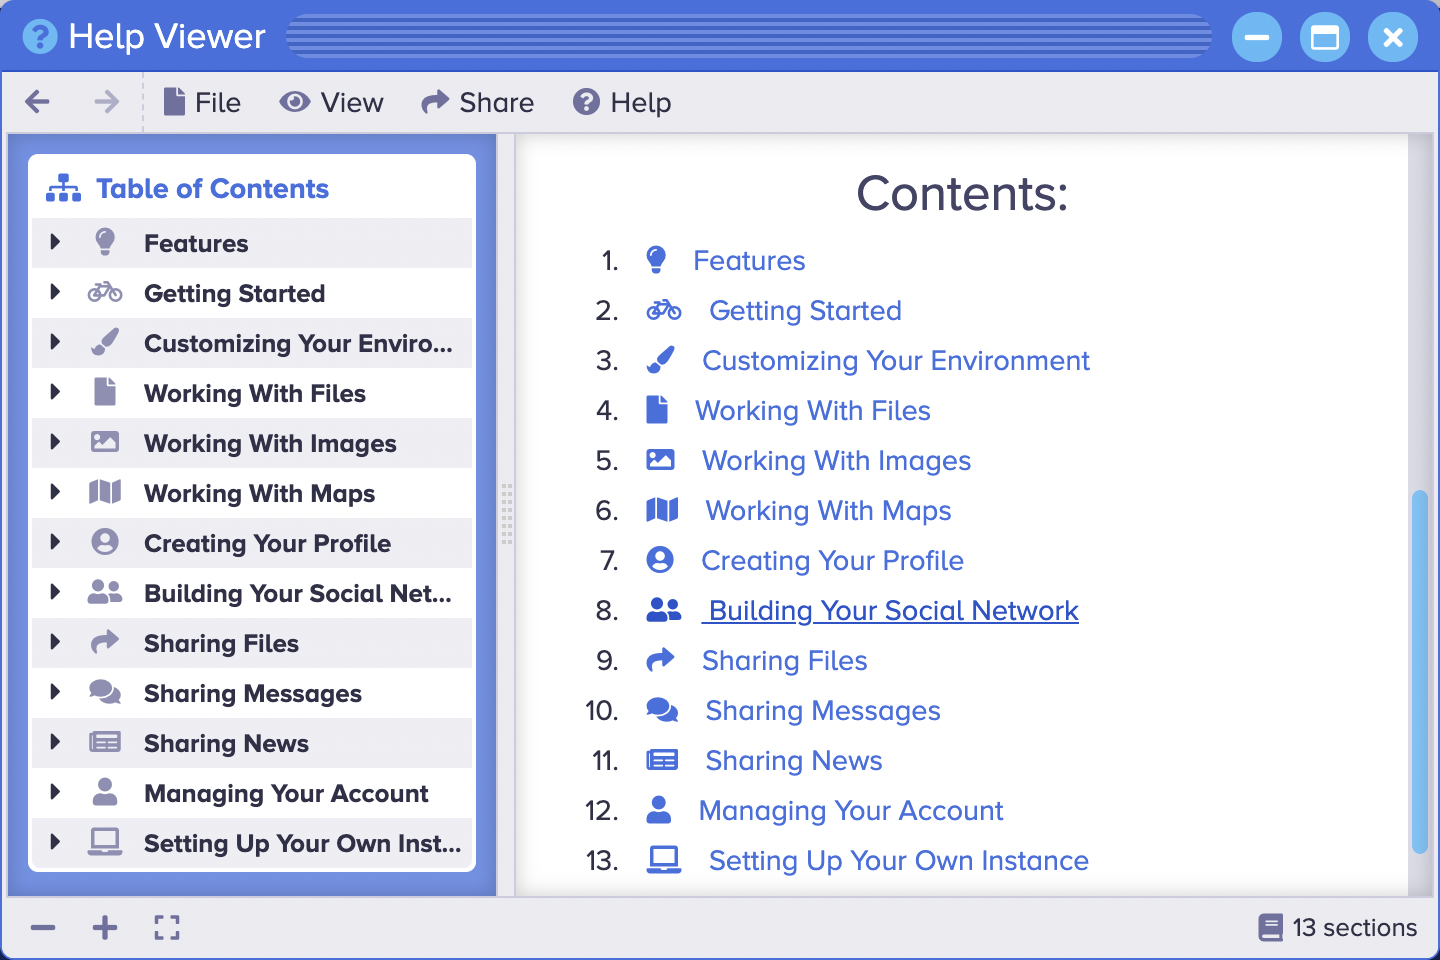 Help Viewer
File View Share Help
Table of Contents
Features
Getting Started
Customizing Your Enviro...
Working With Files
Working With Images
Working With Maps
Creating Your Profile
Building Your Social Net...
Sharing Files
Sharing Messages
Sharing News
Managing Your Account
Setting Up Your Own Inst...
Contents:
1. Features
2. Getting Started
3. Customizing Your Environment
4. Working With Files
5. Working With Images
6. Working With Maps
7. Creating Your Profile
8. Building Your Social Network
9. Sharing Files
10. Sharing Messages
11. Sharing News
12. Managing Your Account
13. Setting Up Your Own Instance
13 sections